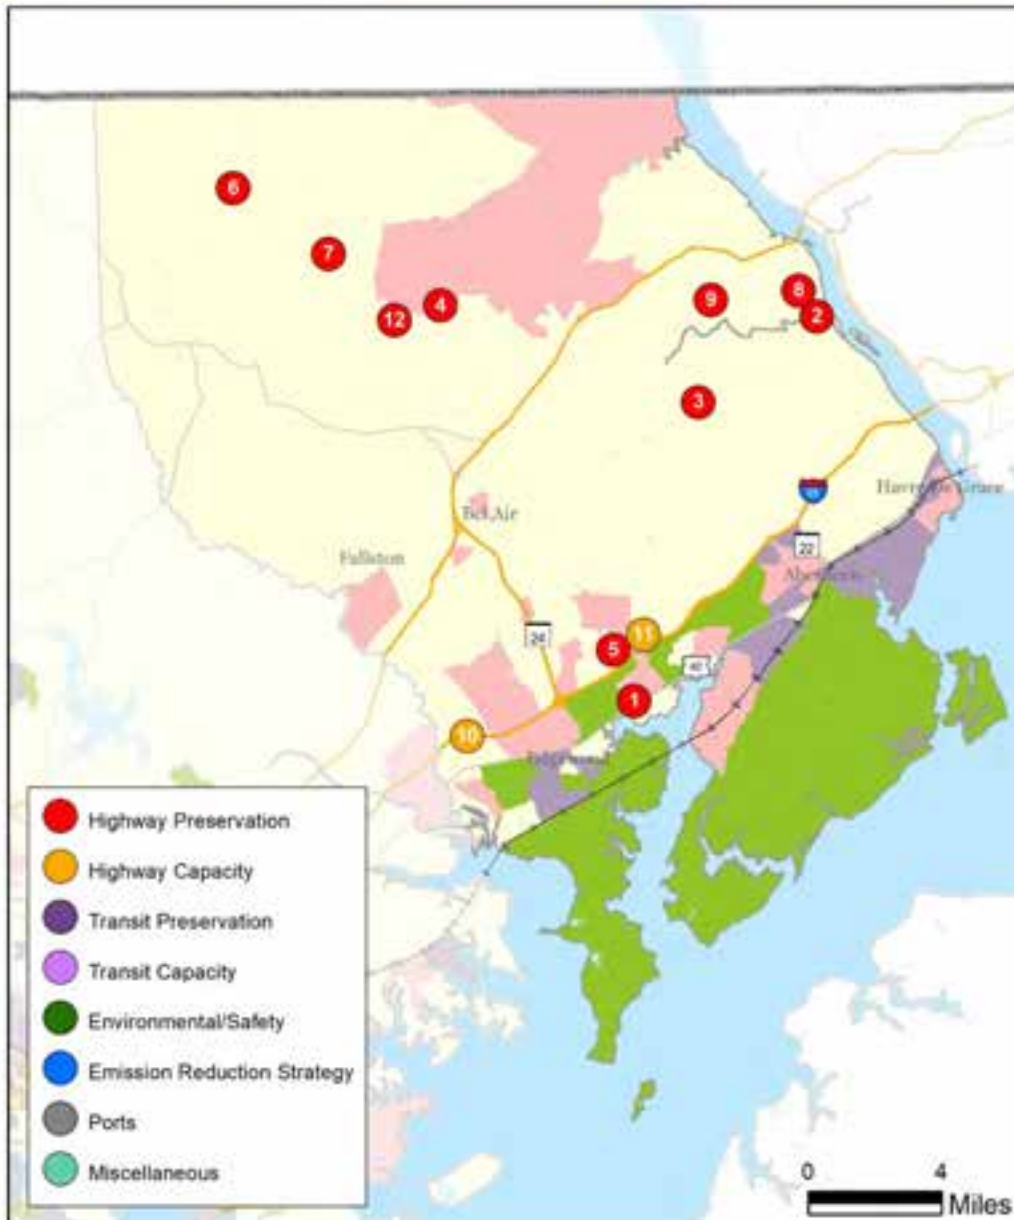 6
7
4
12
9
8
2
3
Havre De Grace
Bel Air
22
Fallston
Aberdeen
24
11
5
40
1
10
Edgewood
Highway Preservation
Highway Capacity
Transit Preservation
Transit Capacity
Environmental/Safety
Emission Reduction Strategy
Ports
Miscellaneous
0 4
Miles